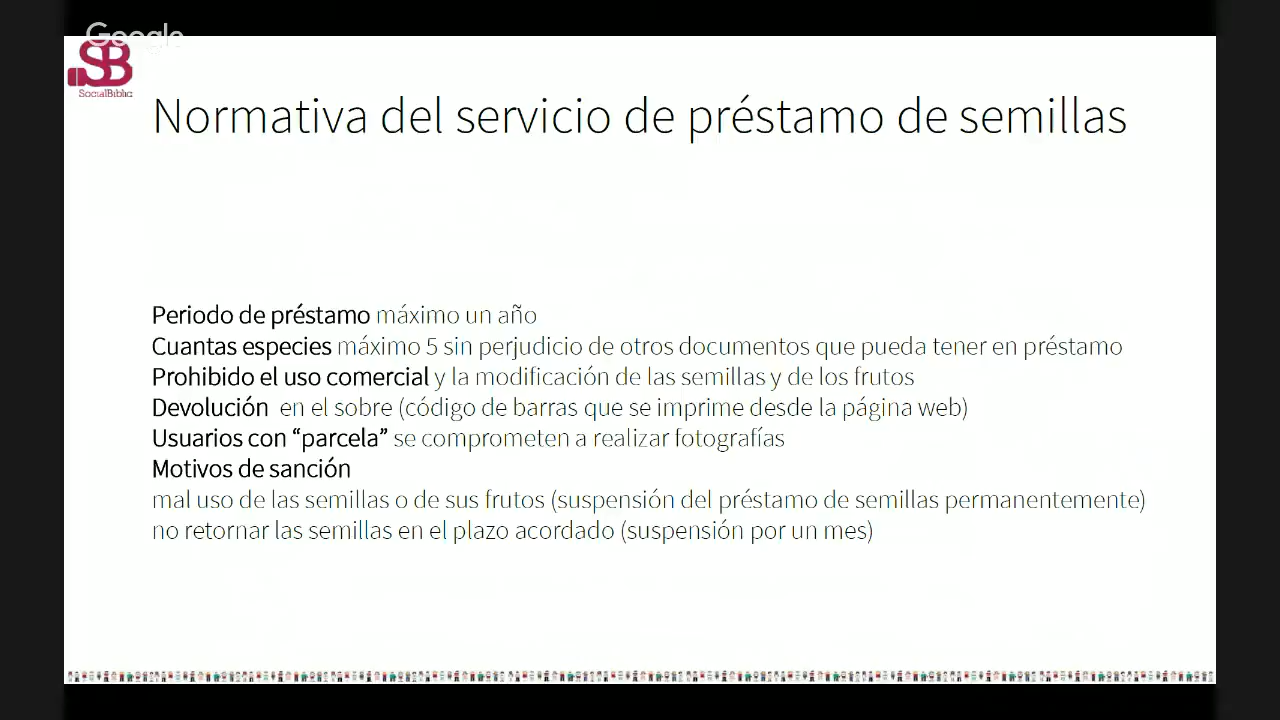 Google
SB
SocialBiblio
Normativa del servicio de préstamo de semillas
Periodo de préstamo máximo un año
Cuantas especies máximo 5 sin perjudicio de otros documentos que pueda tener en préstamo
Prohibido el uso comercial y la modificación de las semillas y de los frutos
Devolución en el sobre (código de barras que se imprime desde la página web)
Usuarios con “parcela” se comprometen a realizar fotografías
Motivos de sanción
mal uso de las semillas o de sus frutos (suspensión del préstamo de semillas permanentemente)
no retornar las semillas en el plazo acordado (suspensión por un mes)